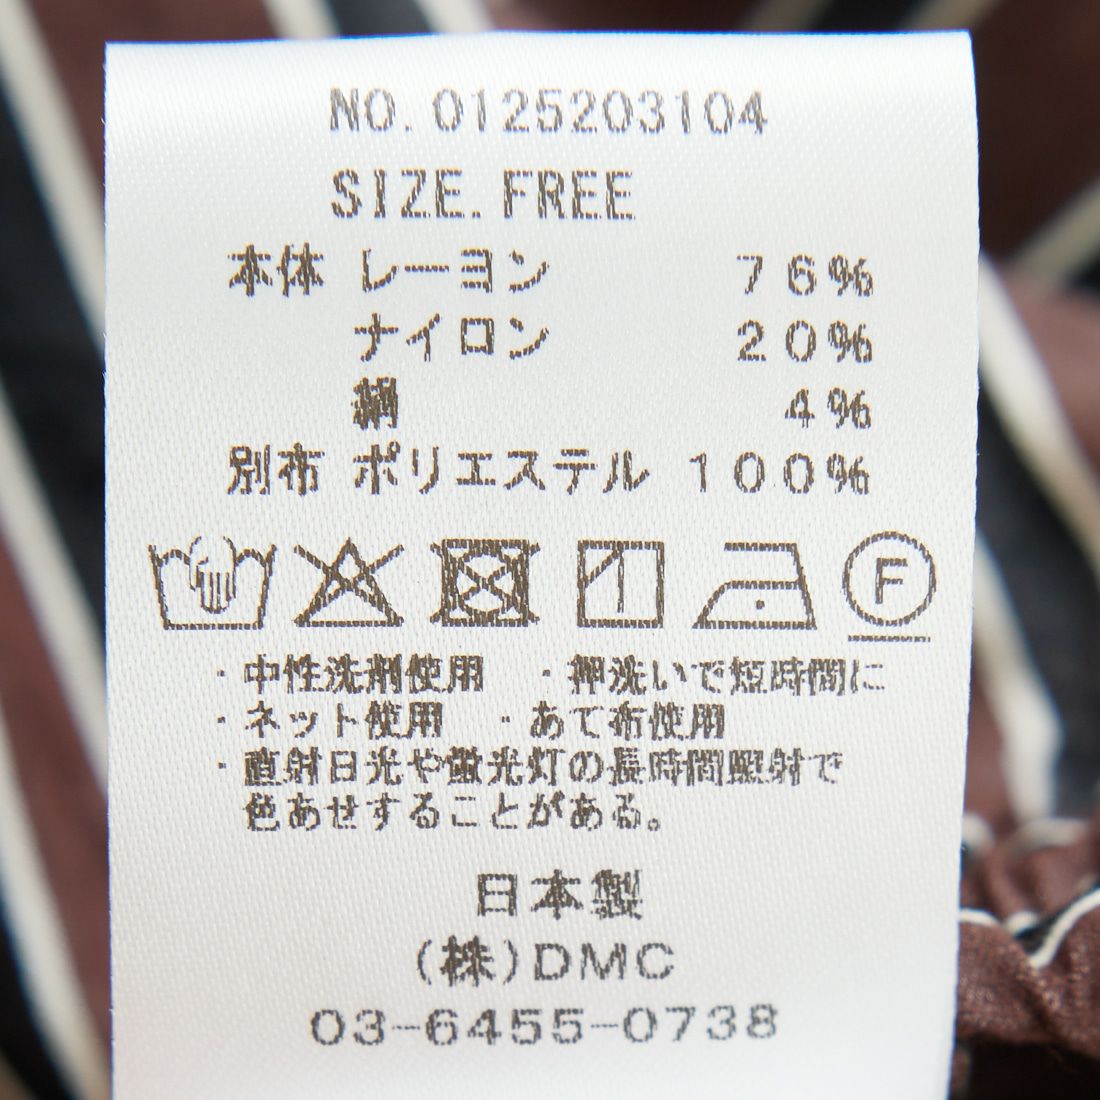 NO. 0125203104
SIZE. FREE
本体 レーヨン 76%
ナイロン 20%
絹 4%
別布 ポリエステル 100%
F
・中性洗剤使用 ・押洗いで短時間に
・ネット使用 ・あて布使用
・直射日光や蛍光灯の長時間照射で
色あせすることがある。
日本製
(株)DMC
03-6455-0738